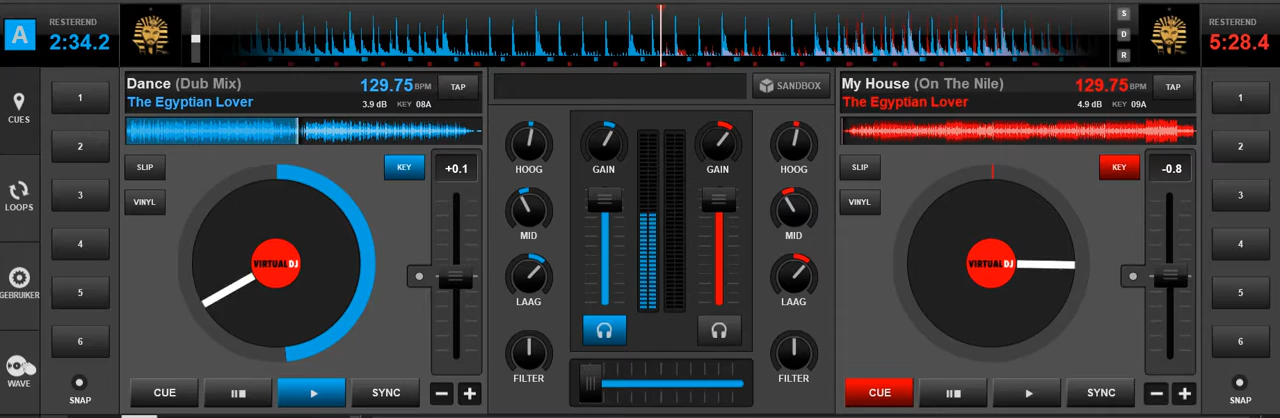 A
RESTEREND
2:34.2
S
D
R
RESTEREND
5:28.4
CUES
LOOPS
GEBRUIKER
WAVE
1
2
3
4
5
6
SNAP
Dance (Dub Mix)
129.75 BPM
TAP
The Egyptian Lover
3.9 dB KEY 08A
SLIP
KEY
+0.1
VINYL
VIRTUAL DJ
CUE
SYNC
SANDBOX
HOOG
GAIN
GAIN
HOOG
MID
MID
LAAG
LAAG
FILTER
FILTER
My House (On The Nile)
129.75 BPM
TAP
The Egyptian Lover
4.9 dB KEY 09A
SLIP
KEY
-0.8
VINYL
VIRTUAL DJ
CUE
SYNC
1
2
3
4
5
6
SNAP